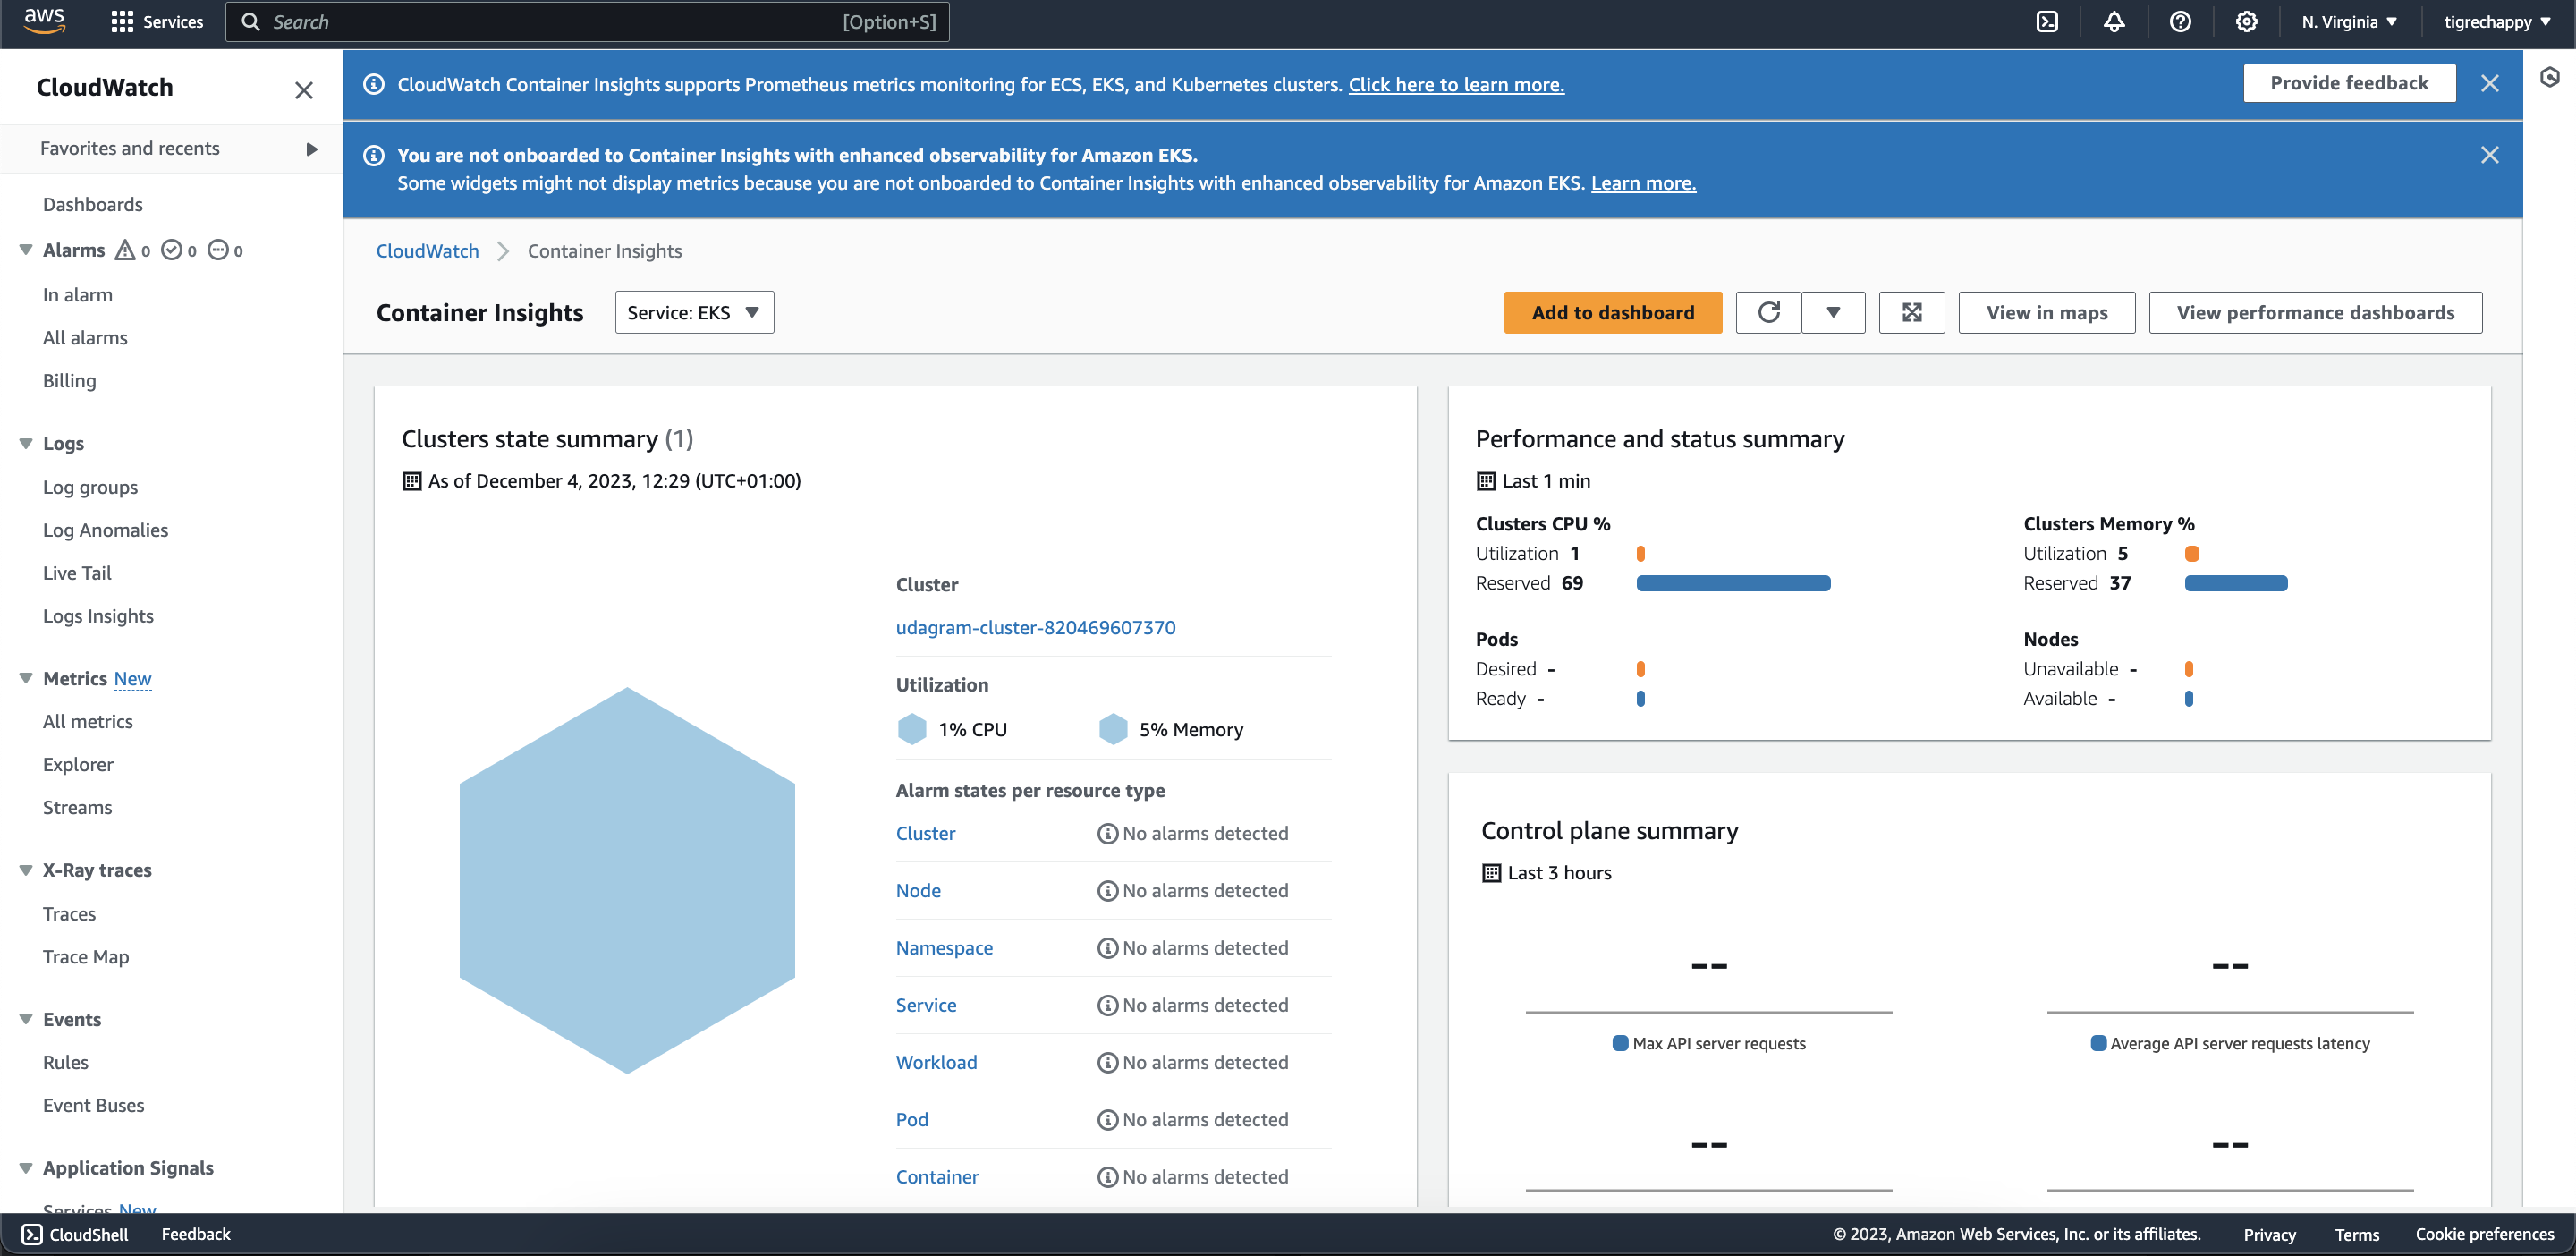 aws
Services
Search
[Option+S]
N. Virginia
tigrechappy
CloudWatch
Favorites and recents
Dashboards
Alarms 0 0 0
In alarm
All alarms
Billing
Logs
Log groups
Log Anomalies
Live Tail
Logs Insights
Metrics New
All metrics
Explorer
Streams
X-Ray traces
Traces
Trace Map
Events
Rules
Event Buses
Application Signals
Services New
CloudWatch Container Insights supports Prometheus metrics monitoring for ECS, EKS, and Kubernetes clusters. Click here to learn more.
Provide feedback
You are not onboarded to Container Insights with enhanced observability for Amazon EKS.
Some widgets might not display metrics because you are not onboarded to Container Insights with enhanced observability for Amazon EKS. Learn more.
CloudWatch
Container Insights
Container Insights
Service: EKS
Add to dashboard
View in maps
View performance dashboards
Clusters state summary (1)
As of December 4, 2023, 12:29 (UTC+01:00)
Cluster
udagram-cluster-820469607370
Utilization
1% CPU
5% Memory
Alarm states per resource type
Cluster No alarms detected
Node No alarms detected
Namespace No alarms detected
Service No alarms detected
Workload No alarms detected
Pod No alarms detected
Container No alarms detected
Performance and status summary
Last 1 min
Clusters CPU %
Utilization 1
Reserved 69
Clusters Memory %
Utilization 5
Reserved 37
Pods
Desired -
Ready -
Nodes
Unavailable -
Available -
Control plane summary
Last 3 hours
--
Max API server requests
--
Average API server requests latency
--
--
CloudShell
Feedback
© 2023, Amazon Web Services, Inc. or its affiliates.
Privacy
Terms
Cookie preferences